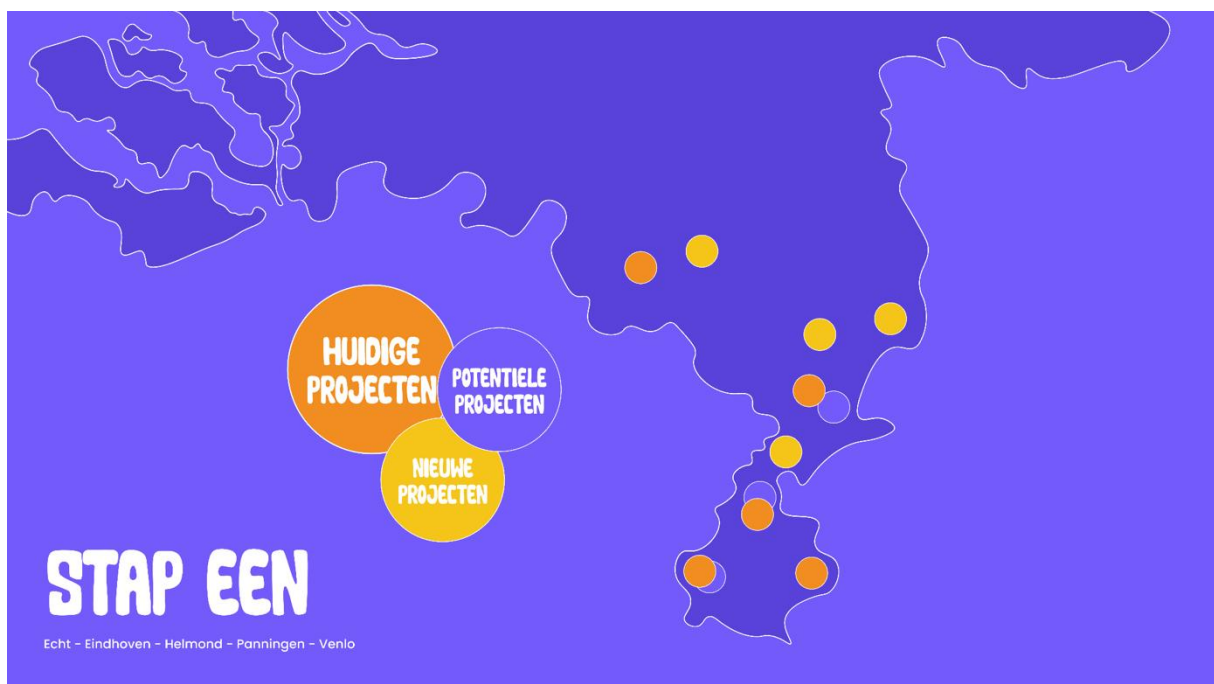 HUIDIGE
PROJECTEN
POTENTIELE
PROJECTEN
NIEUWE
PROJECTEN
STAP EEN
Echt - Eindhoven - Helmond - Panningen - Venlo